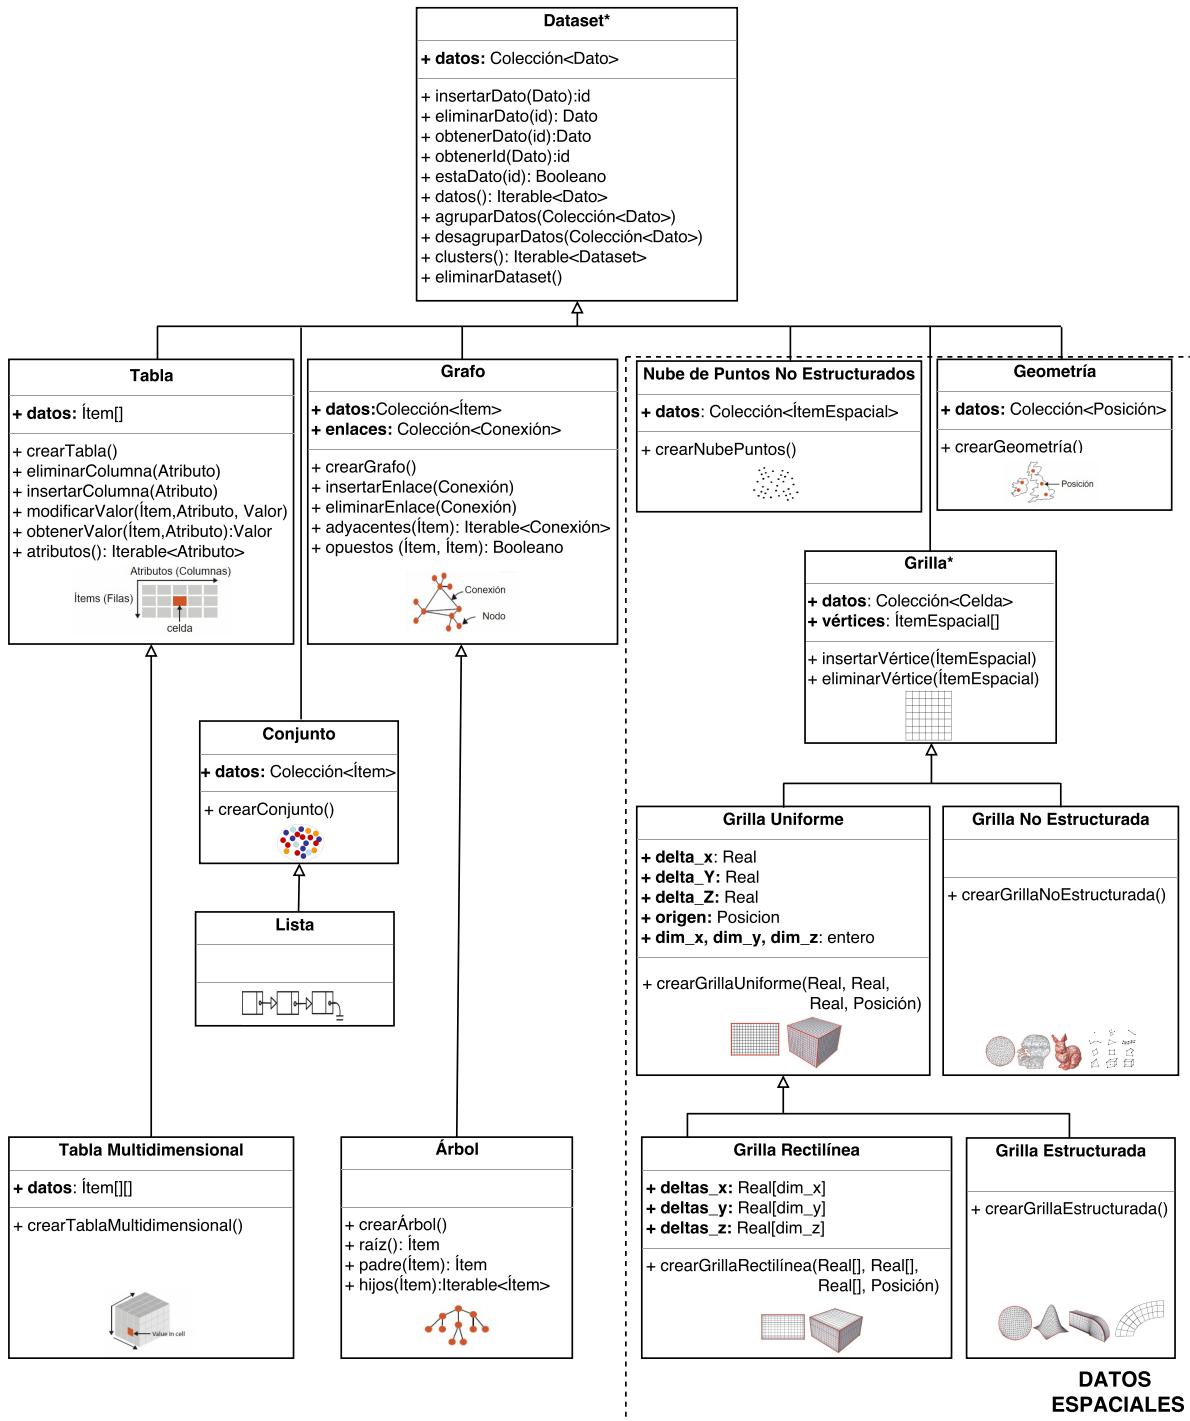 Dataset*
+ datos: Colección<Dato>
+ insertarDato(Dato):id
+ eliminarDato(id): Dato
+ obtenerDato(id):Dato
+ obtenerId(Dato):id
+ estaDato(id): Booleano
+ datos(): Iterable<Dato>
+ agruparDatos(Colección<Dato>)
+ desagruparDatos(Colección<Dato>)
+ clusters(): Iterable<Dataset>
+ eliminarDataset()
Tabla
+ datos: Ítem[]
+ crearTabla()
+ eliminarColumna(Atributo)
+ insertarColumna(Atributo)
+ modificarValor(Ítem,Atributo, Valor)
+ obtenerValor(Ítem,Atributo):Valor
+ atributos(): Iterable<Atributo>
Atributos (Columnas)
Ítems (Filas)
celda
Grafo
+ datos:Colección<Ítem>
+ enlaces: Colección<Conexión>
+ crearGrafo()
+ insertarEnlace(Conexión)
+ eliminarEnlace(Conexión)
+ adyacentes(Ítem): Iterable<Conexión>
+ opuestos (Ítem, Ítem): Booleano
Conexión
Nodo
Nube de Puntos No Estructurados
+ datos: Colección<ÍtemEspacial>
+ crearNubePuntos()
Geometría
+ datos: Colección<Posición>
+ crearGeometría()
Posición
Grilla*
+ datos: Colección<Celda>
+ vértices: ÍtemEspacial[]
+ insertarVértice(ÍtemEspacial)
+ eliminarVértice(ÍtemEspacial)
Conjunto
+ datos: Colección<Ítem>
+ crearConjunto()
Lista
Grilla Uniforme
+ delta_x: Real
+ delta_Y: Real
+ delta_Z: Real
+ origen: Posicion
+ dim_x, dim_y, dim_z: entero
+ crearGrillaUniforme(Real, Real,
Real, Posición)
Grilla No Estructurada
+ crearGrillaNoEstructurada()
Tabla Multidimensional
+ datos: Ítem[][]
+ crearTablaMultidimensional()
Value in cell
Árbol
+ crearÁrbol()
+ raíz(): Ítem
+ padre(Ítem): Ítem
+ hijos(Ítem):Iterable<Ítem>
Grilla Rectilínea
+ deltas_x: Real[dim_x]
+ deltas_y: Real[dim_y]
+ deltas_z: Real[dim_z]
+ crearGrillaRectilínea(Real[], Real[],
Real[], Posición)
Grilla Estructurada
+ crearGrillaEstructurada()
DATOS
ESPACIALES